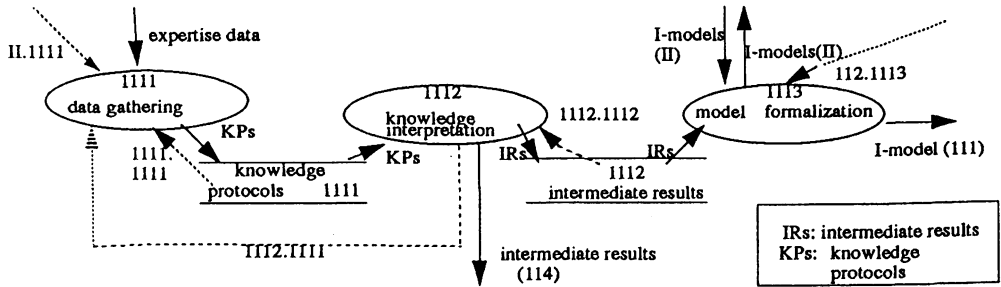 expertise data
II.1111
1111
data gathering
KPs
1111.
1111
knowledge
protocols 1111
KPs
1112
knowledge
interpretation
1112.1112
IRs
IRs
1112
intermediate results
1112.1111
intermediate results
(114)
I-models
(II)
I-models(II)
112.1113
1113
model formalization
I-model (111)
IRs: intermediate results
KPs: knowledge
protocols